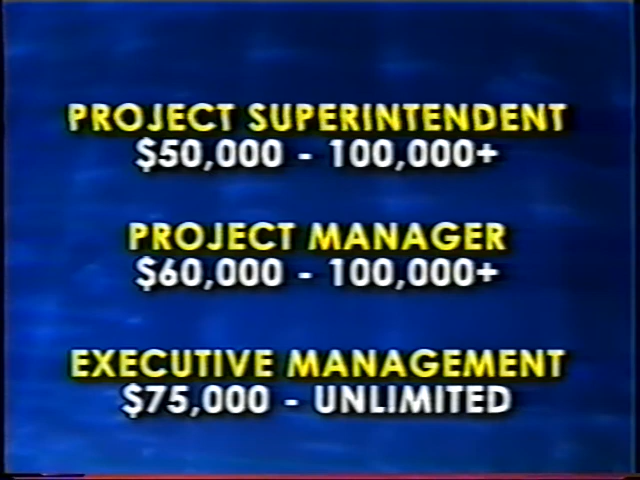 PROJECT SUPERINTENDENT
$50,000 - 100,000+
PROJECT MANAGER
$60,000 - 100,000+
EXECUTIVE MANAGEMENT
$75,000 - UNLIMITED